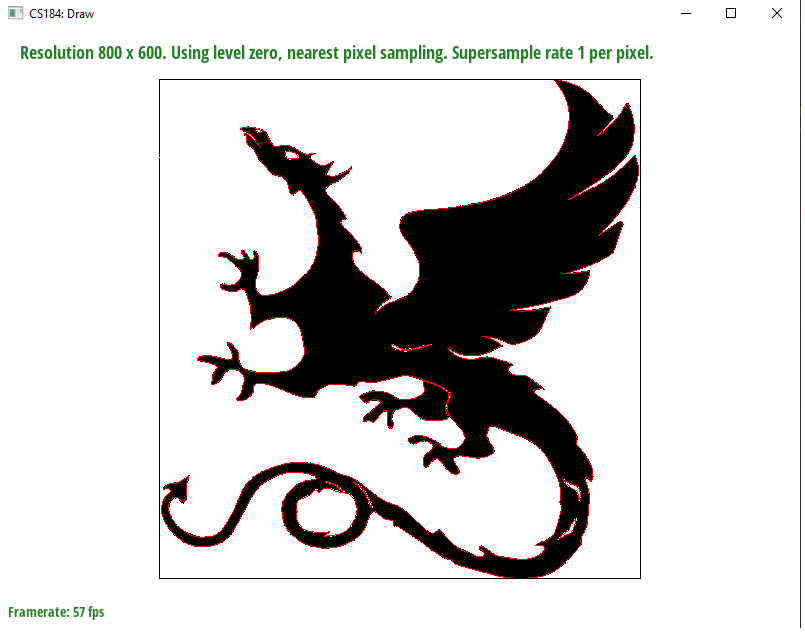 CS184: Draw
Resolution 800 x 600. Using level zero, nearest pixel sampling. Supersample rate 1 per pixel.
Framerate: 57 fps